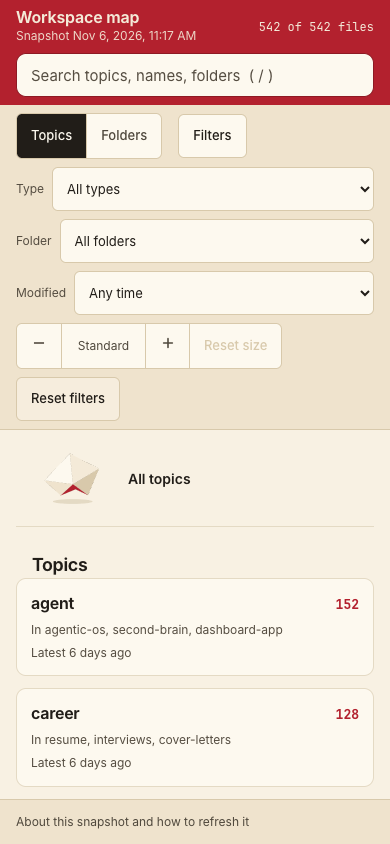 Workspace map
Snapshot Nov 6, 2026, 11:17 AM
542 of 542 files
Search topics, names, folders ( / )
Topics
Folders
Filters
Type
All types
Folder
All folders
Modified
Any time
−
Standard
+
Reset size
Reset filters
All topics
Topics
agent
152
In agentic-os, second-brain, dashboard-app
Latest 6 days ago
career
128
In resume, interviews, cover-letters
Latest 6 days ago
About this snapshot and how to refresh it